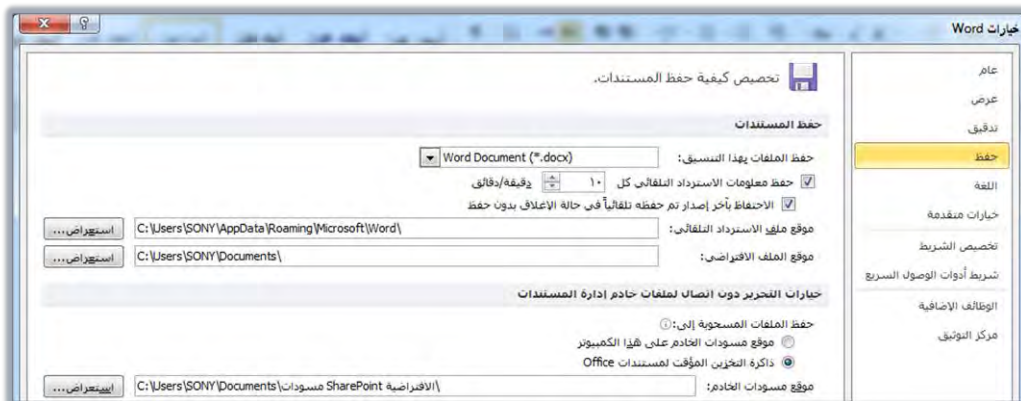 خيارات Word
عام
عرض
تدقيق
حفظ
اللغة
خيارات متقدمة
تخصيص الشريط
شريط أدوات الوصول السريع
الوظائف الإضافية
مركز التوثيق
تخصيص كيفية حفظ المستندات.
حفظ المستندات
حفظ الملفات بهذا التنسيق: Word Document (*.docx)
حفظ معلومات الاسترداد التلقائي كل ١٠ دقيقة/دقائق
الاحتفاظ بآخر إصدار تم حفظه تلقائياً في حالة الإغلاق بدون حفظ
موقع ملف الاسترداد التلقائي: C:\Users\SONY\AppData\Roaming\Microsoft\Word\ استعراض...
موقع الملف الافتراضي: C:\Users\SONY\Documents\ استعراض...
خيارات التحرير دون اتصال لملفات خادم إدارة المستندات
حفظ الملفات المسحوبة إلى:
موقع مسودات الخادم على هذا الكمبيوتر
ذاكرة التخزين المؤقت لمستندات Office
موقع مسودات الخادم: C:\Users\SONY\Documents\مسودات SharePoint الافتراضية\ استعراض...